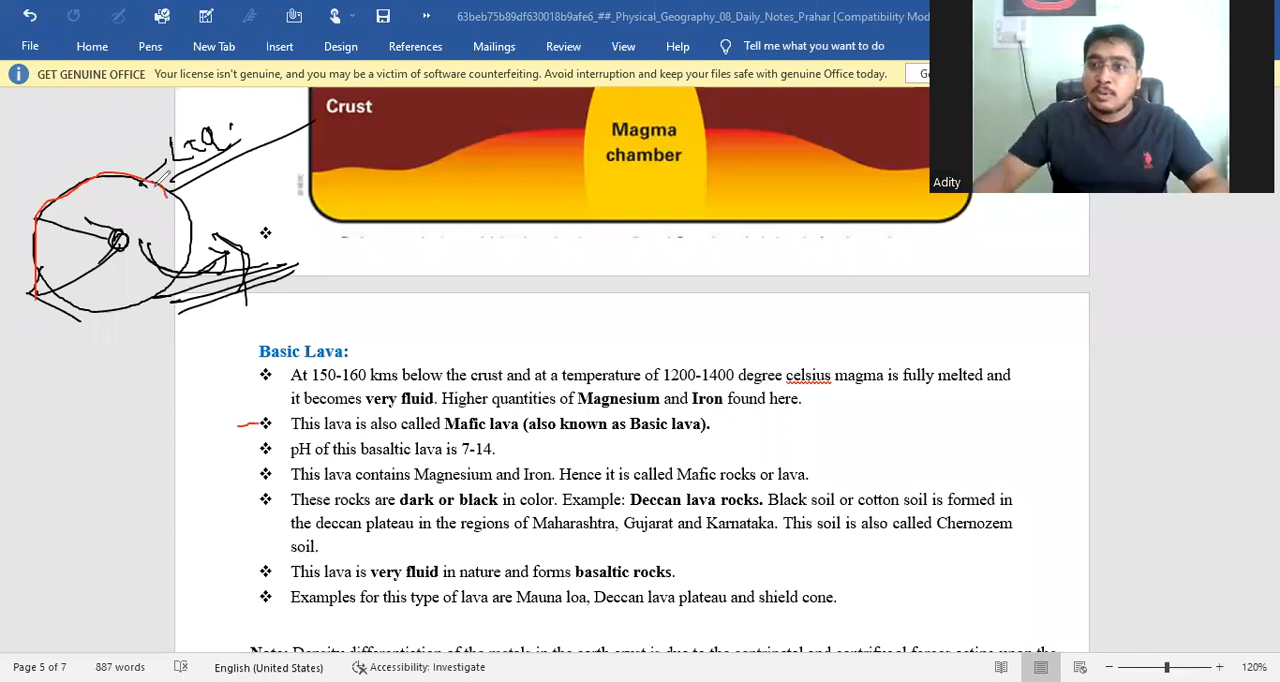 63beb75b89df630018b9afe6_##_Physical_Geography_08_Daily_Notes_Prahar [Compatibility Mod
File Home Pens New Tab Insert Draw Design References Mailings Review View Help Tell me what you want to do
GET GENUINE OFFICE Your license isn't genuine, and you may be a victim of software counterfeiting. Avoid interruption and keep your files safe with genuine Office today.
Adity
Crust
Magma
chamber
Basic Lava:
❖ At 150-160 kms below the crust and at a temperature of 1200-1400 degree celsius magma is fully melted and
it becomes very fluid. Higher quantities of Magnesium and Iron found here.
❖ This lava is also called Mafic lava (also known as Basic lava).
❖ pH of this basaltic lava is 7-14.
❖ This lava contains Magnesium and Iron. Hence it is called Mafic rocks or lava.
❖ These rocks are dark or black in color. Example: Deccan lava rocks. Black soil or cotton soil is formed in
the deccan plateau in the regions of Maharashtra, Gujarat and Karnataka. This soil is also called Chernozem
soil.
❖ This lava is very fluid in nature and forms basaltic rocks.
❖ Examples for this type of lava are Mauna loa, Deccan lava plateau and shield cone.
Page 5 of 7 887 words English (United States) Accessibility: Investigate 120%